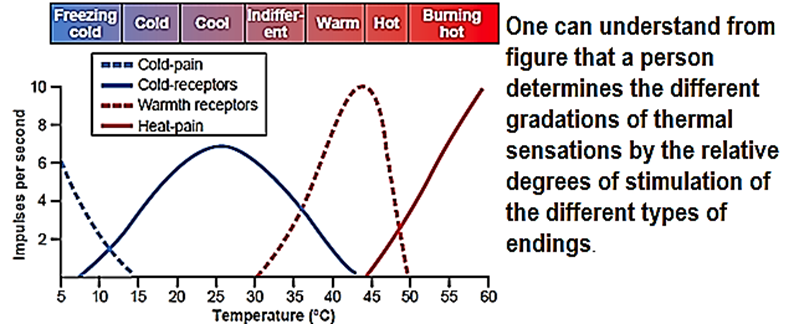 Freezing cold
Cold
Cool
Indiffer-ent
Warm
Hot
Burning hot
Cold-pain
Cold-receptors
Warmth receptors
Heat-pain
Impulses per second
10
8
6
4
2
5 10 15 20 25 30 35 40 45 50 55 60
Temperature (°C)
One can understand from
figure that a person
determines the different
gradations of thermal
sensations by the relative
degrees of stimulation of
the different types of
endings.